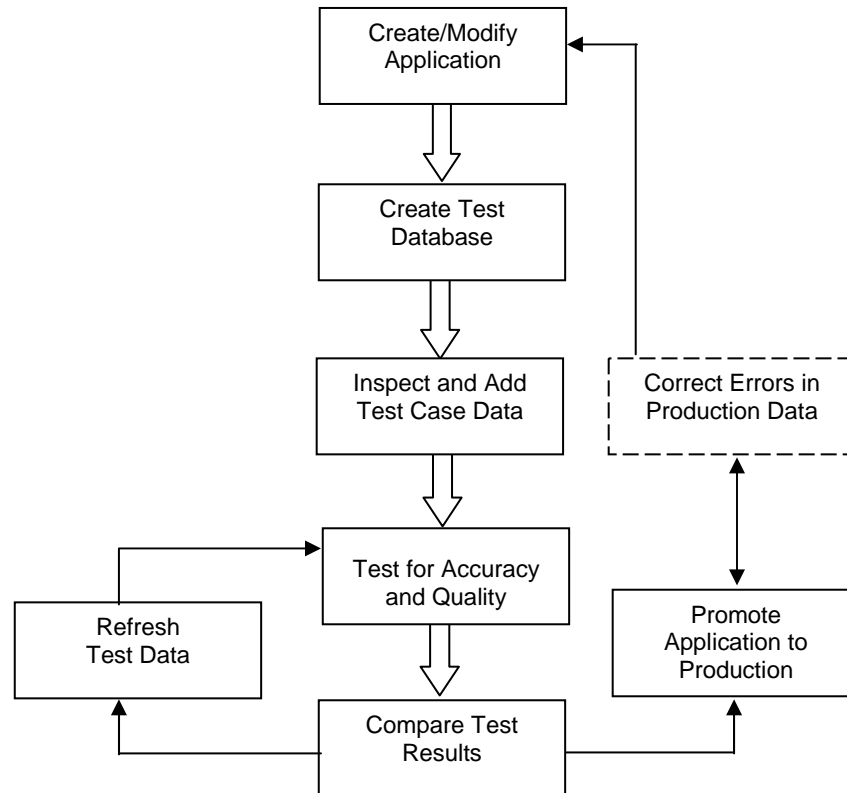 Create/Modify
Application
Create Test
Database
Inspect and Add
Test Case Data
Correct Errors in
Production Data
Test for Accuracy
and Quality
Refresh
Test Data
Promote
Application to
Production
Compare Test
Results